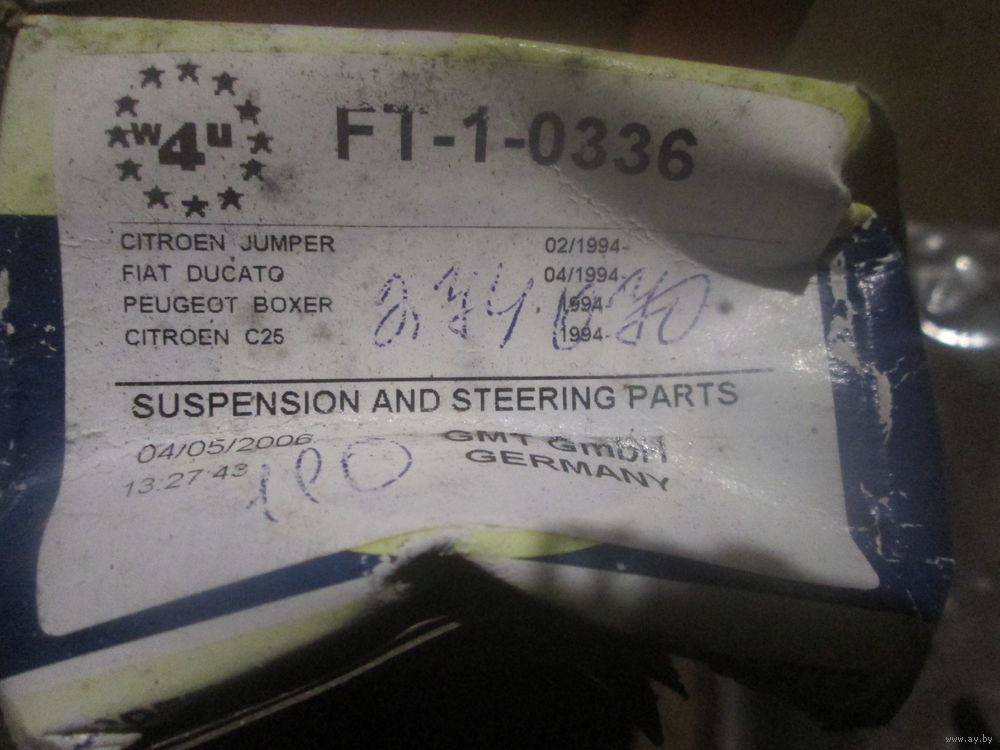 w4u
FT-1-0336
CITROEN JUMPER 02/1994-
FIAT DUCATO 04/1994-
PEUGEOT BOXER 1994-
CITROEN C25 1994-
SUSPENSION AND STEERING PARTS
04/05/2006 GMT GmbH
13:27:43 GERMANY
www.ay.by